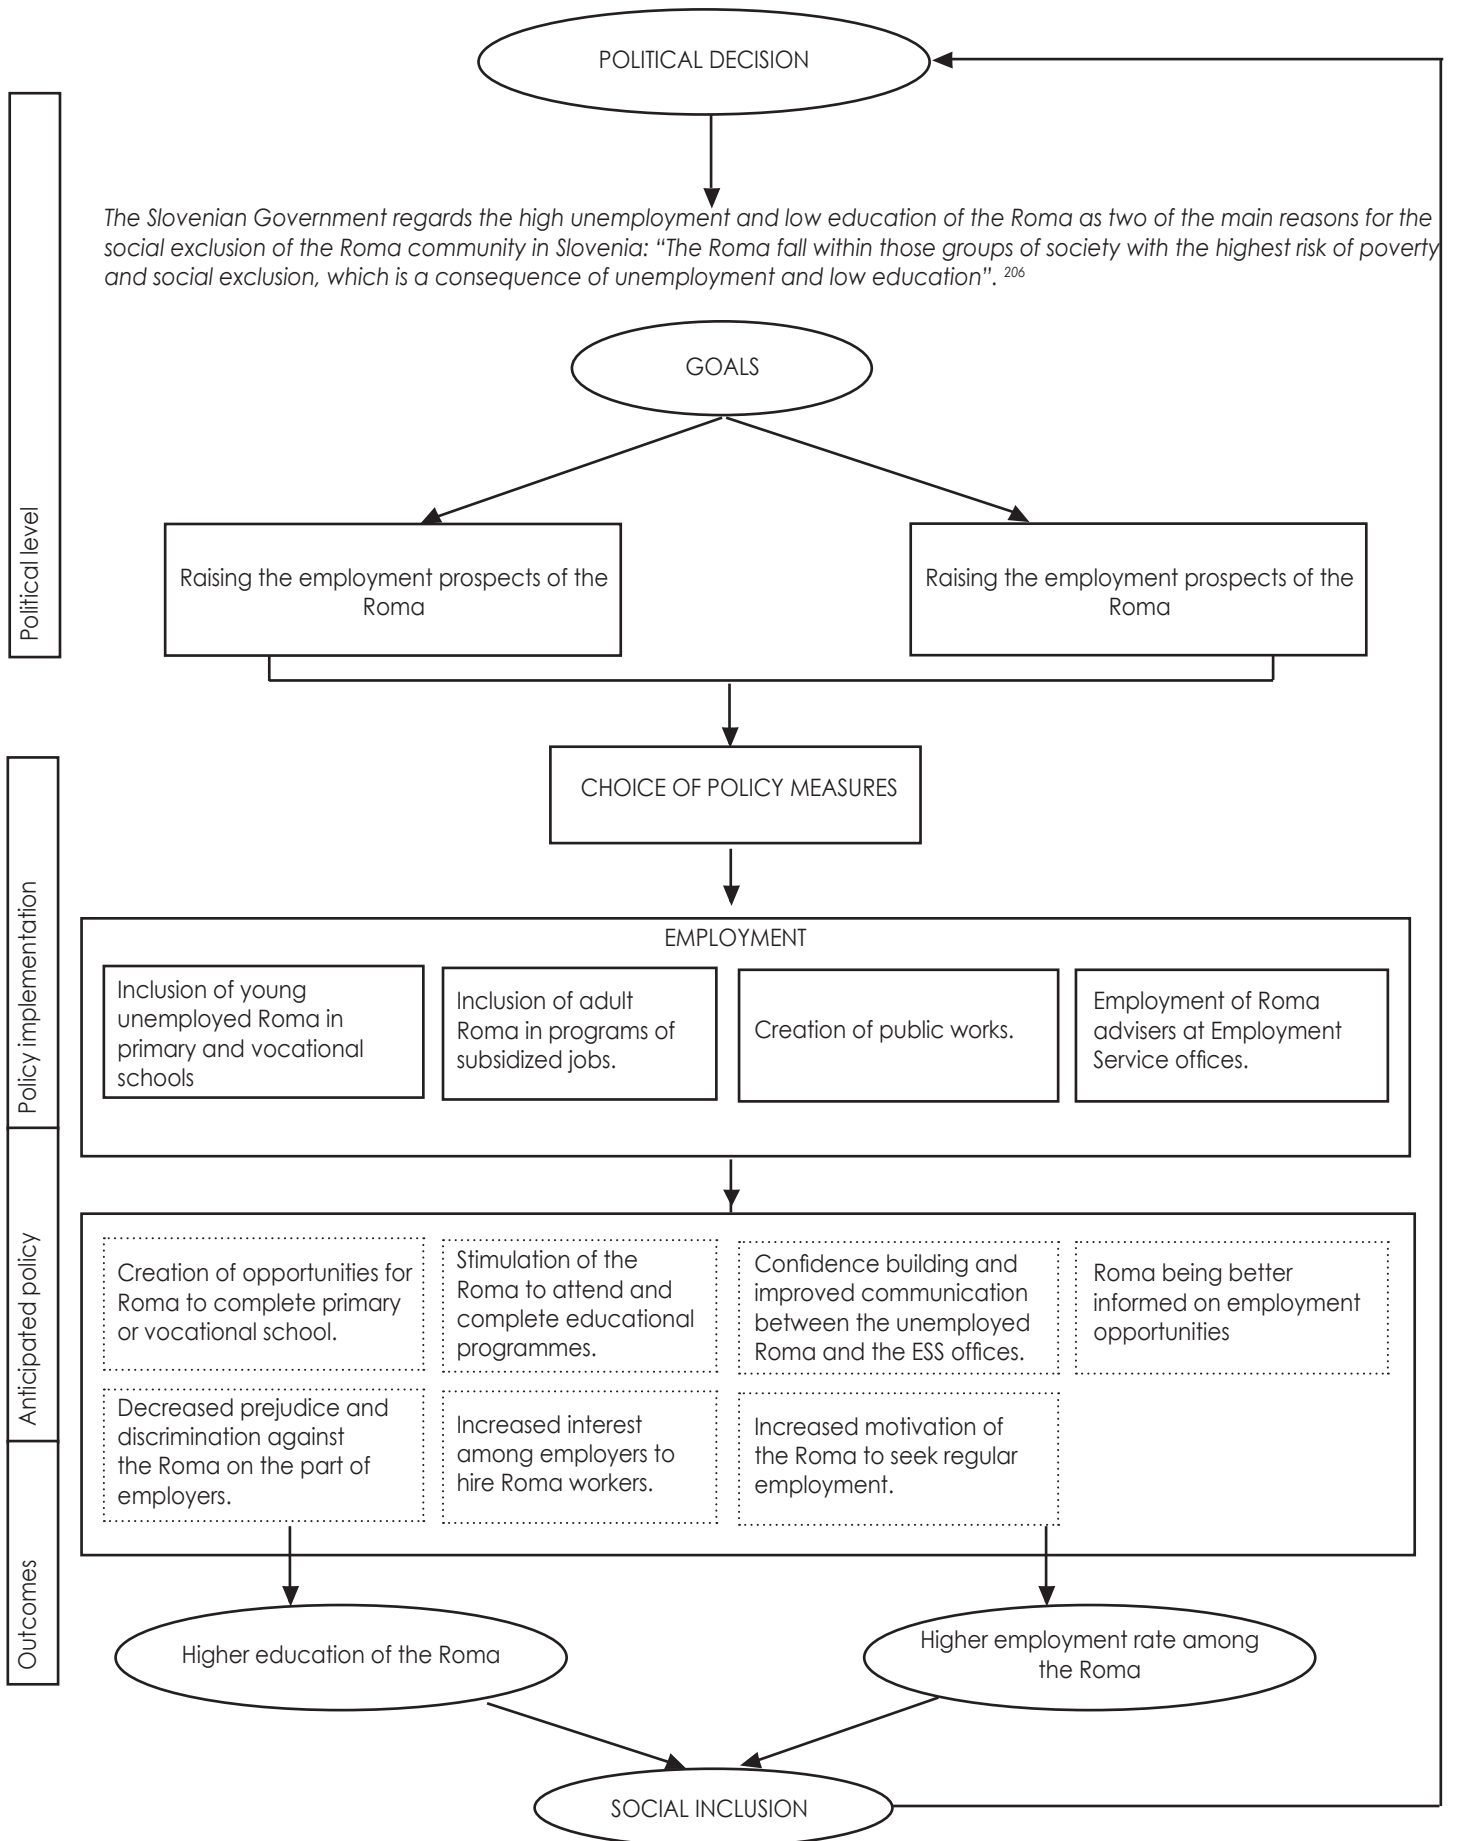 POLITICAL DECISION
The Slovenian Government regards the high unemployment and low education of the Roma as two of the main reasons for the
social exclusion of the Roma community in Slovenia: “The Roma fall within those groups of society with the highest risk of poverty
and social exclusion, which is a consequence of unemployment and low education”. 206
GOALS
Political level
Raising the employment prospects of the
Roma
Raising the employment prospects of the
Roma
CHOICE OF POLICY MEASURES
Policy implementation
EMPLOYMENT
Inclusion of young
unemployed Roma in
primary and vocational
schools
Inclusion of adult
Roma in programs of
subsidized jobs.
Creation of public works.
Employment of Roma
advisers at Employment
Service offices.
Anticipated policy
Creation of opportunities for
Roma to complete primary
or vocational school.
Stimulation of the
Roma to attend and
complete educational
programmes.
Confidence building and
improved communication
between the unemployed
Roma and the ESS offices.
Roma being better
informed on employment
opportunities
Decreased prejudice and
discrimination against
the Roma on the part of
employers.
Increased interest
among employers to
hire Roma workers.
Increased motivation of
the Roma to seek regular
employment.
Outcomes
Higher education of the Roma
Higher employment rate among
the Roma
SOCIAL INCLUSION